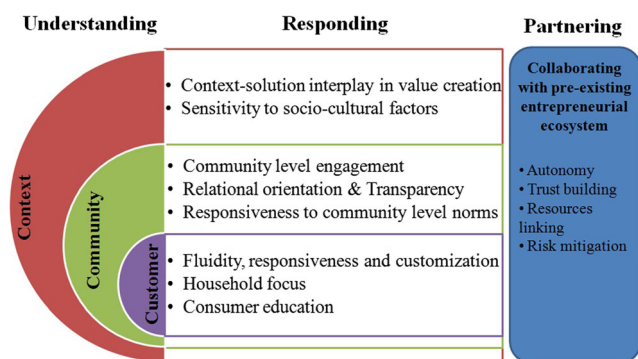 Understanding
Responding
Partnering
Context
Community
Customer
• Context-solution interplay in value creation
• Sensitivity to socio-cultural factors
• Community level engagement
• Relational orientation & Transparency
• Responsiveness to community level norms
• Fluidity, responsiveness and customization
• Household focus
• Consumer education
Collaborating
with pre-existing
entrepreneurial
ecosystem
• Autonomy
• Trust building
• Resources
linking
• Risk mitigation